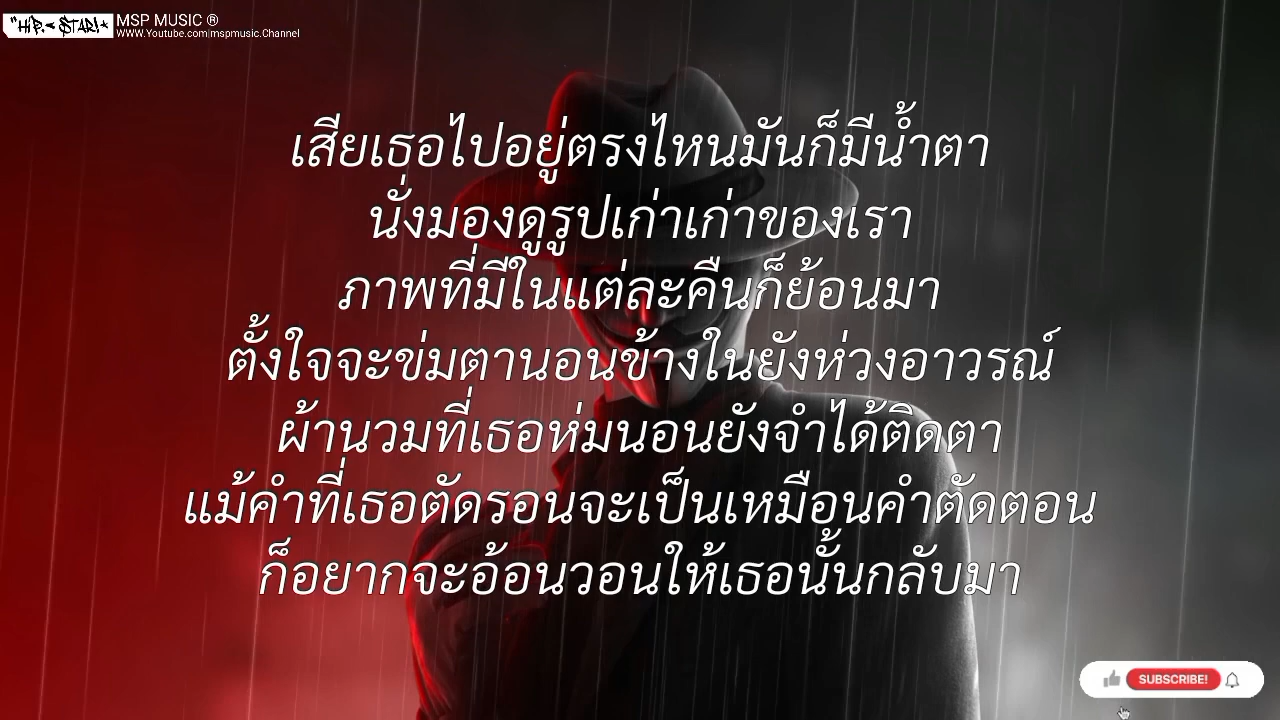 "HIP.-STAR!*
MSP MUSIC ®
WWW.Youtube.com|mspmusic.Channel
เสียเธอไปอยู่ตรงไหนมันก็มีน้ำตา
นั่งมองดูรูปเก่าเก่าของเรา
ภาพที่มีในแต่ละคืนก็ย้อนมา
ตั้งใจจะข่มตานอนข้างในยังห่วงอาวรณ์
ผ้านวมที่เธอห่มนอนยังจำได้ติดตา
แม้คำที่เธอตัดรอนจะเป็นเหมือนคำตัดตอน
ก็อยากจะอ้อนวอนให้เธอนั้นกลับมา
SUBSCRIBE!